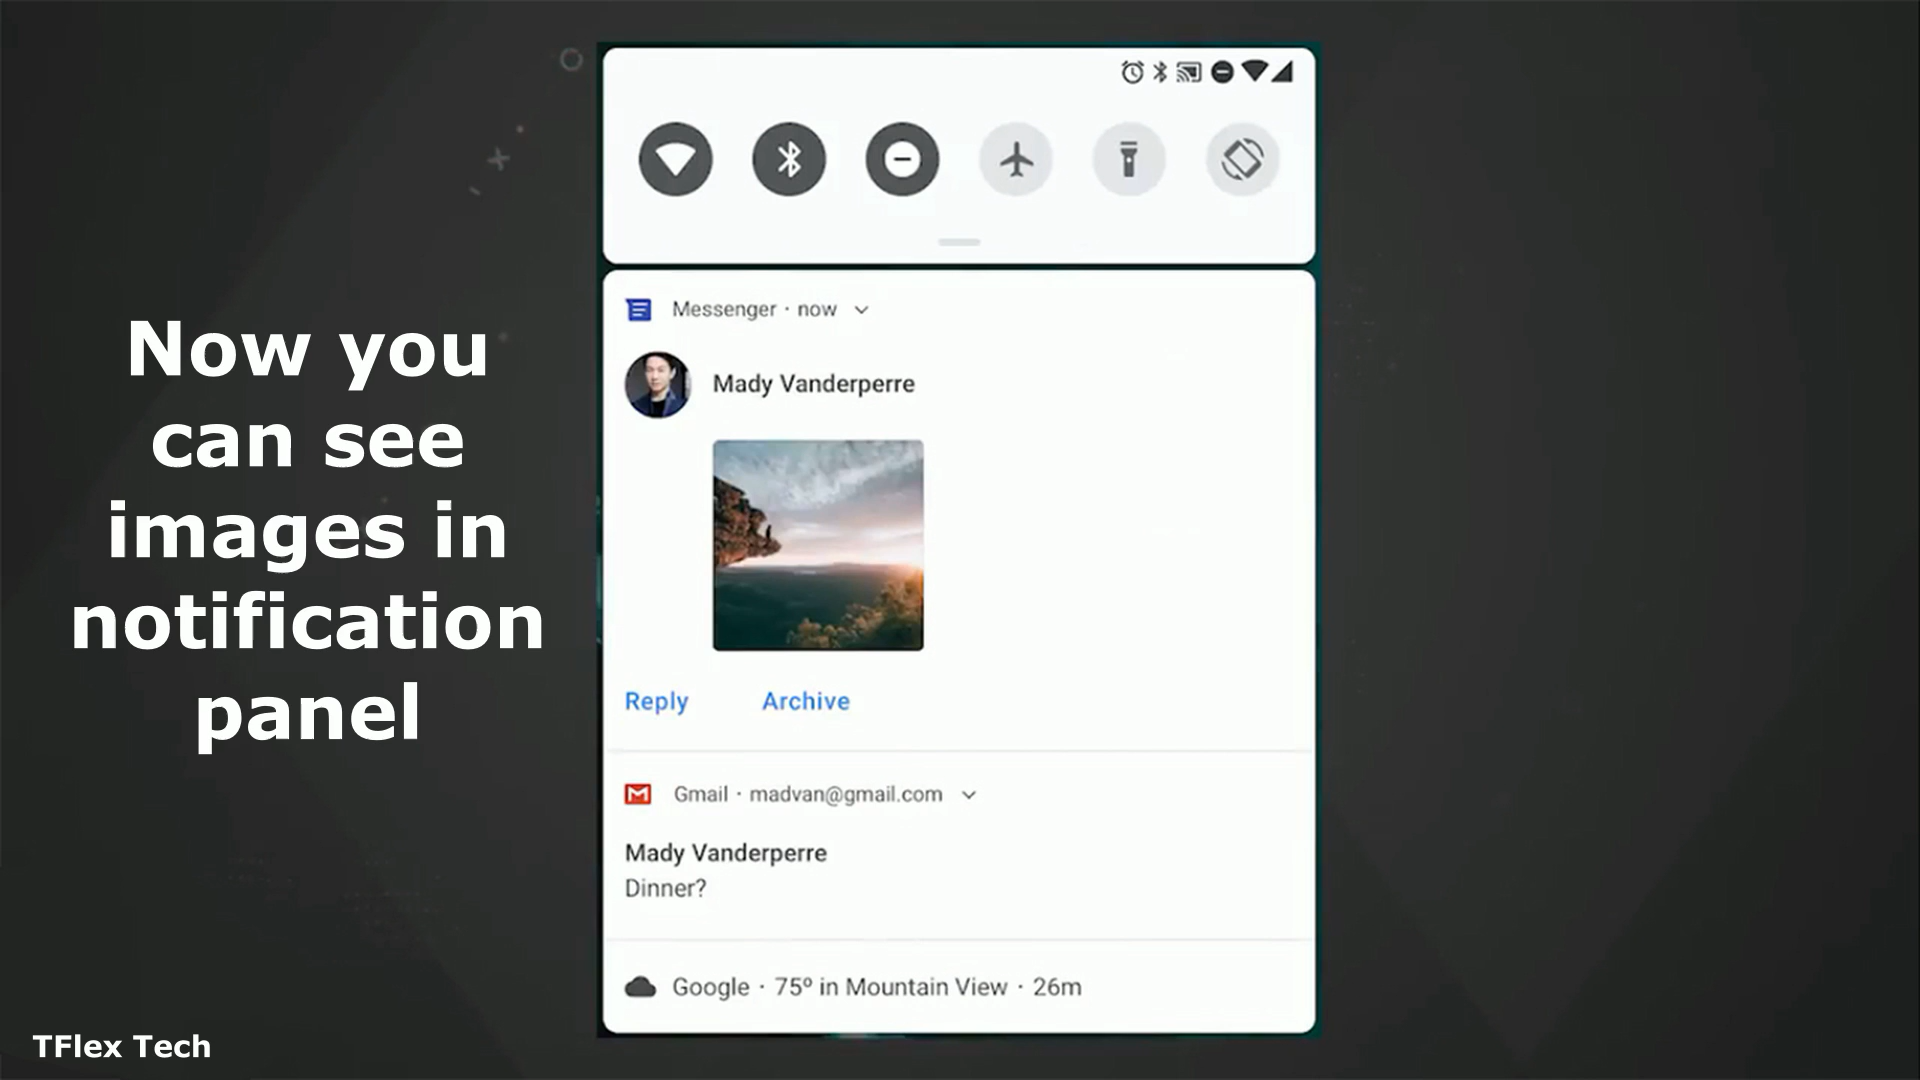 Now you
can see
images in
notification
panel
Messenger · now
Mady Vanderperre
Reply Archive
Gmail · madvan@gmail.com
Mady Vanderperre
Dinner?
Google · 75º in Mountain View · 26m
TFlex Tech